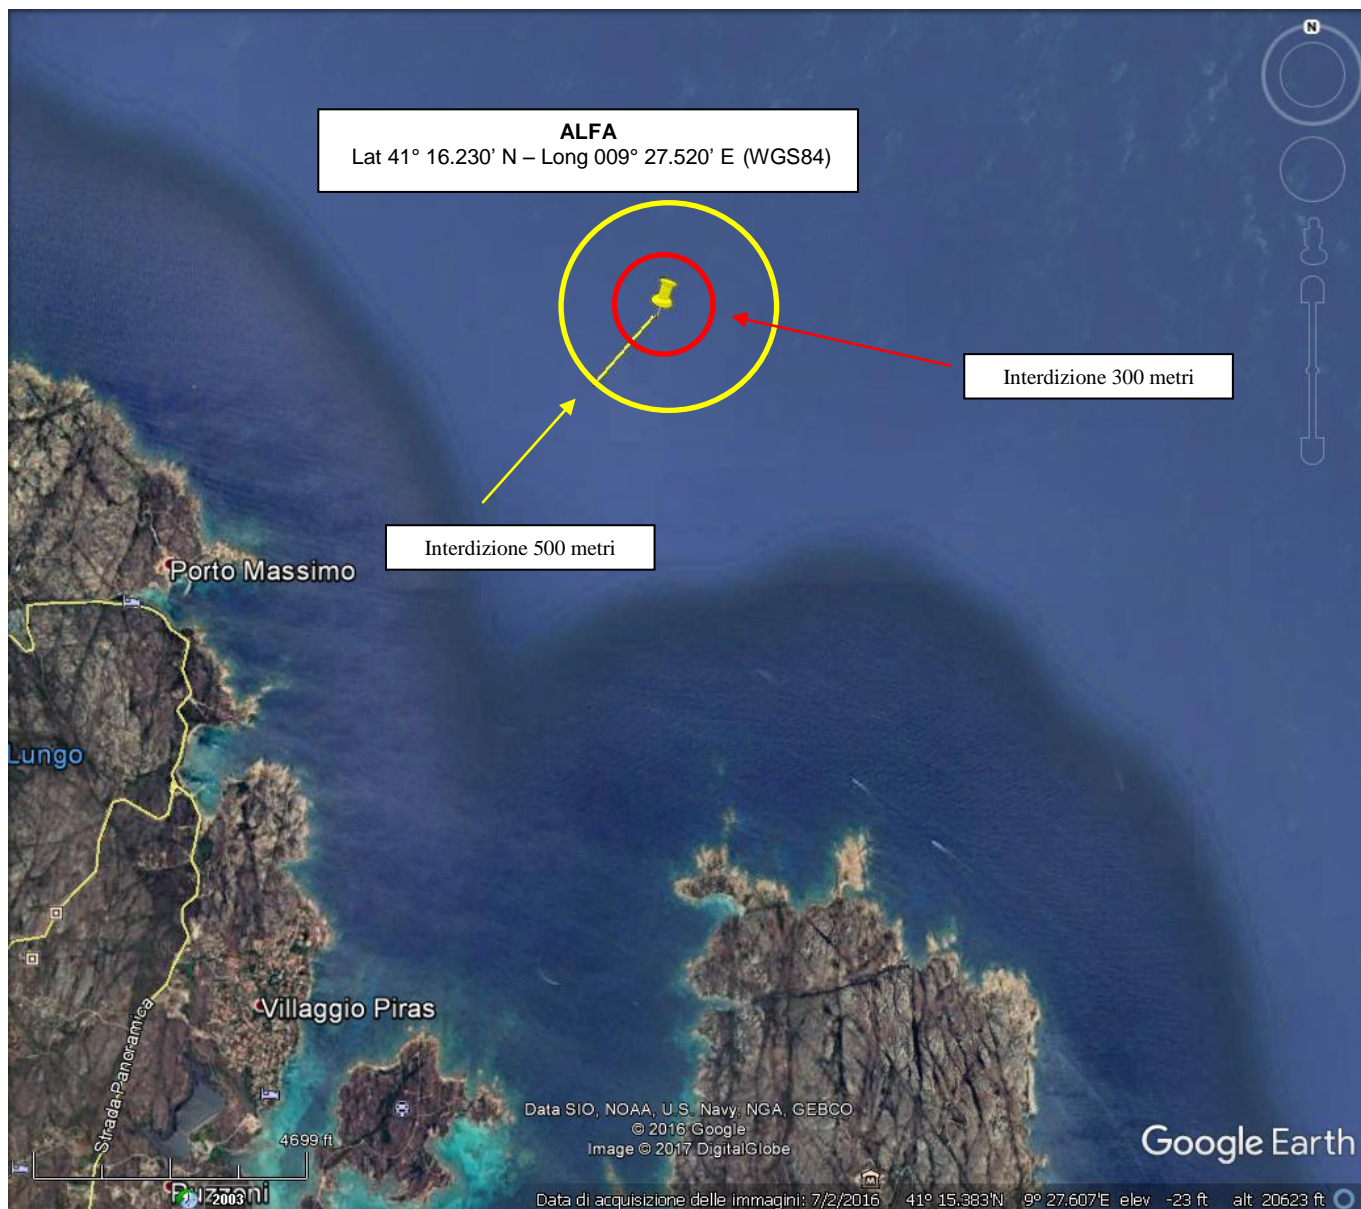 N
ALFA
Lat 41° 16.230’ N – Long 009° 27.520’ E (WGS84)
Interdizione 300 metri
Interdizione 500 metri
Porto Massimo
Lungo
Villaggio Piras
Strada Panoramica
4699 ft
2003
Data SIO, NOAA, U.S. Navy, NGA, GEBCO
© 2016 Google
Image © 2017 DigitalGlobe
Google Earth
Data di acquisizione delle immagini: 7/2/2016 41° 15.383'N 9° 27.607'E elev -23 ft alt 20623 ft